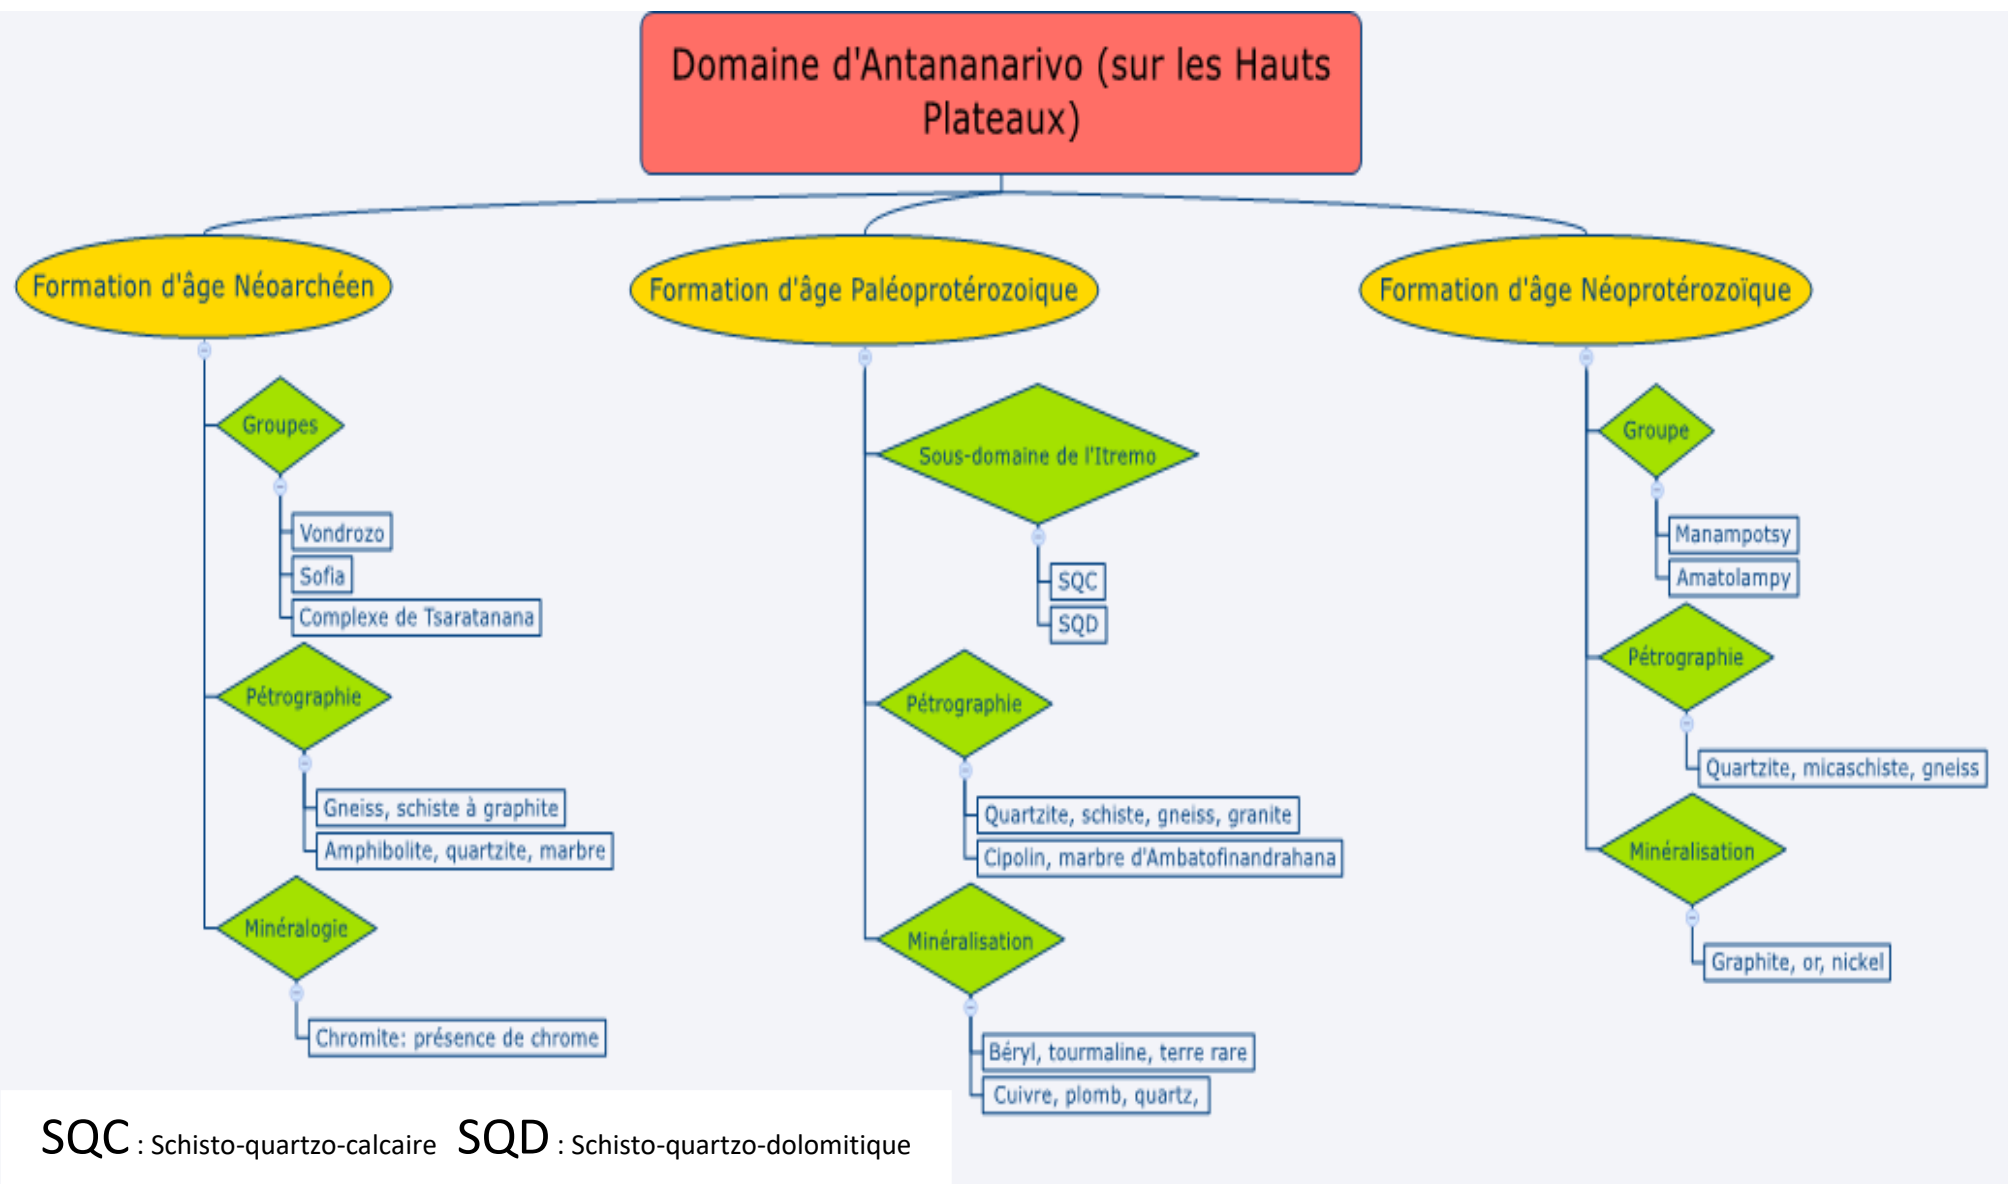 Domaine d'Antananarivo (sur les Hauts
Plateaux)
Formation d'âge Néoarchéen
Groupes
Vondrozo
Sofia
Complexe de Tsaratanana
Pétrographie
Gneiss, schiste à graphite
Amphibolite, quartzite, marbre
Minéralogie
Chromite: présence de chrome
Formation d'âge Paléoprotérozoique
Sous-domaine de l'Itremo
SQC
SQD
Pétrographie
Quartzite, schiste, gneiss, granite
Cipolin, marbre d'Ambatofinandrahana
Minéralisation
Béryl, tourmaline, terre rare
Cuivre, plomb, quartz,
Formation d'âge Néoprotérozoïque
Groupe
Manampotsy
Amatolampy
Pétrographie
Quartzite, micaschiste, gneiss
Minéralisation
Graphite, or, nickel
SQC : Schisto-quartzo-calcaire SQD : Schisto-quartzo-dolomitique